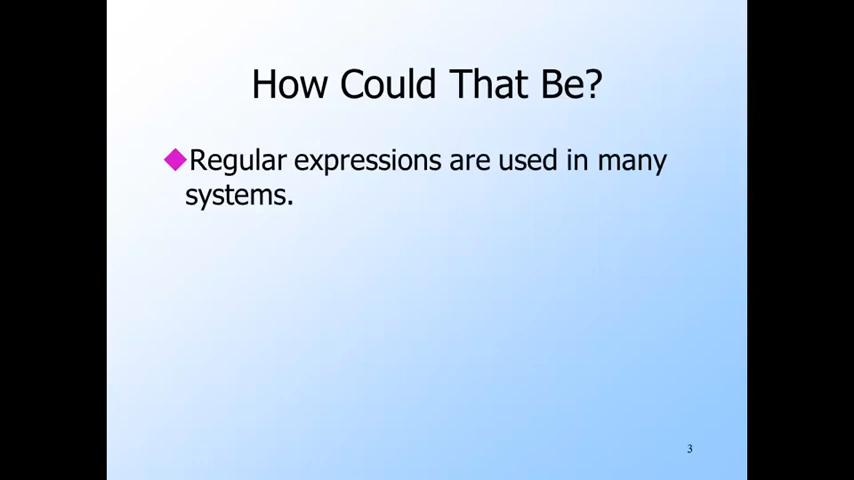 How Could That Be?
Regular expressions are used in many
systems.
3